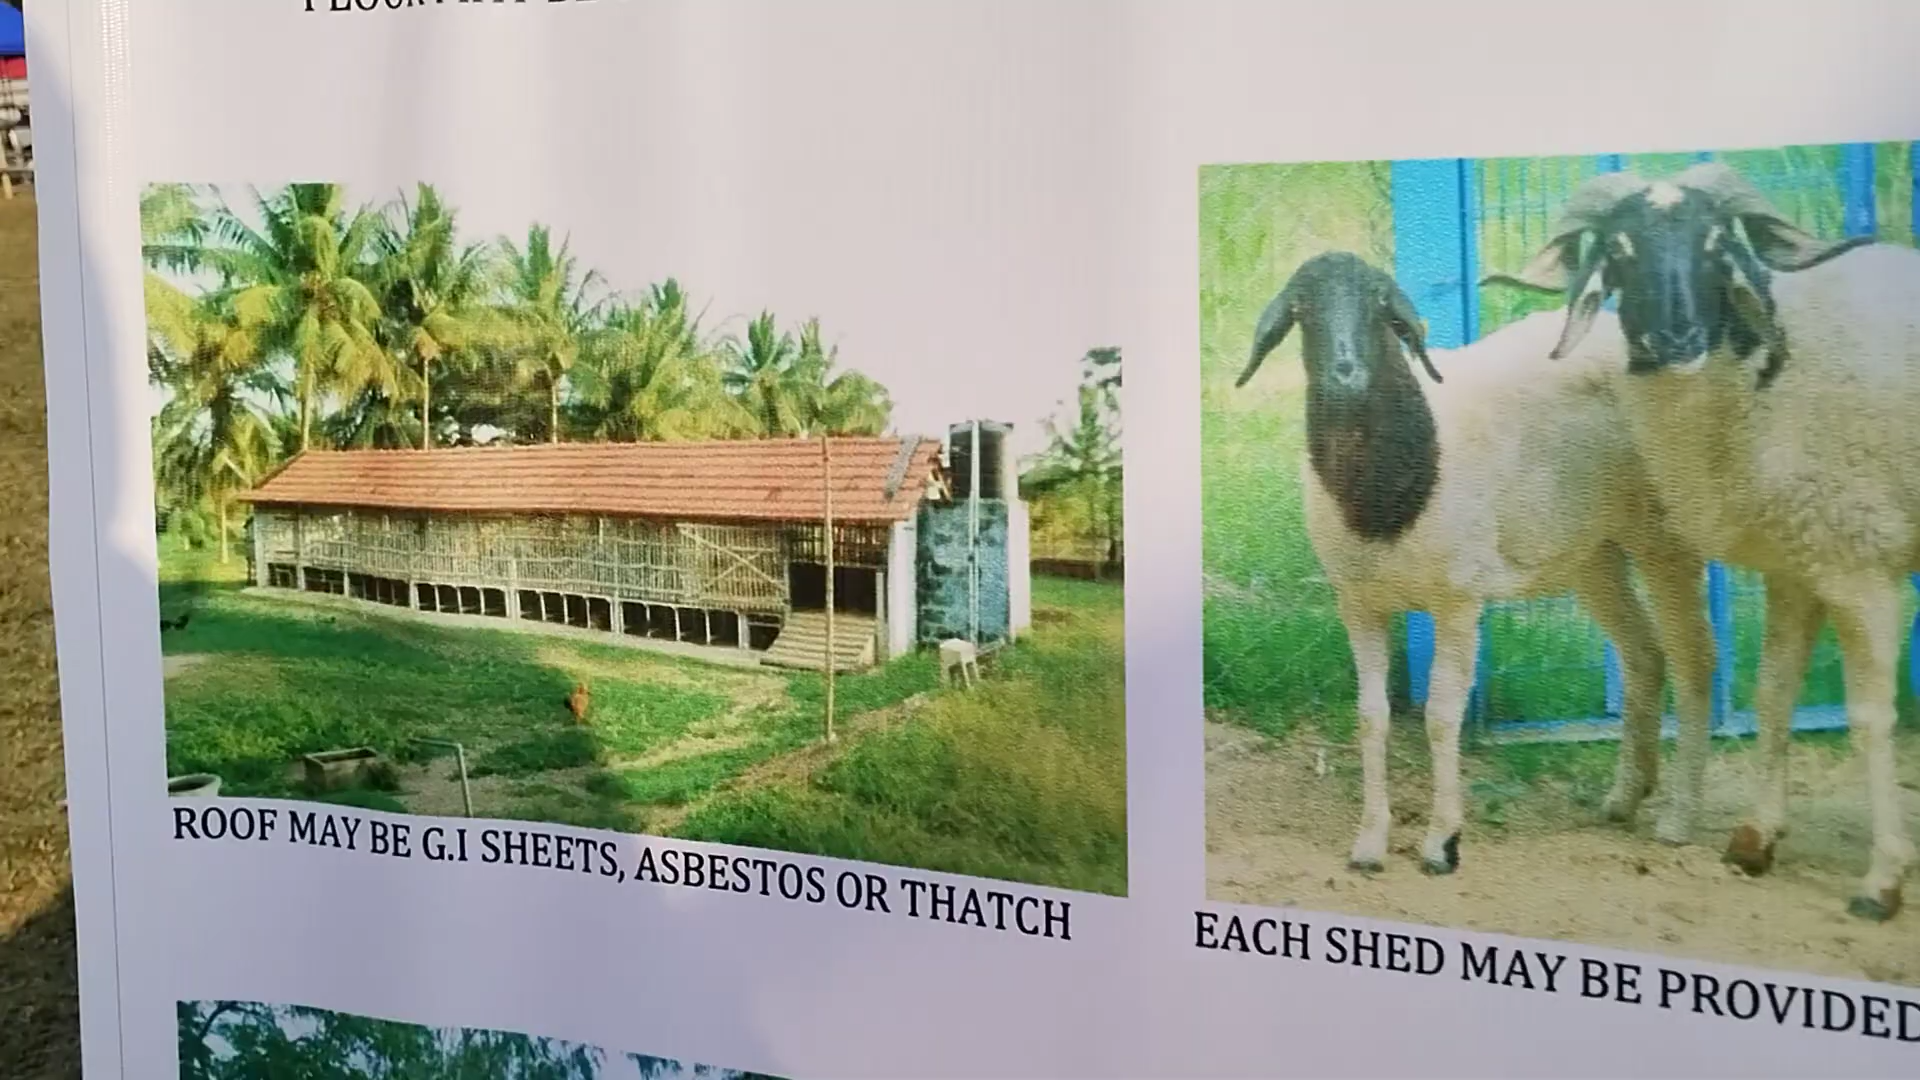 ROOF MAY BE G.I SHEETS, ASBESTOS OR THATCH
EACH SHED MAY BE PROVIDED